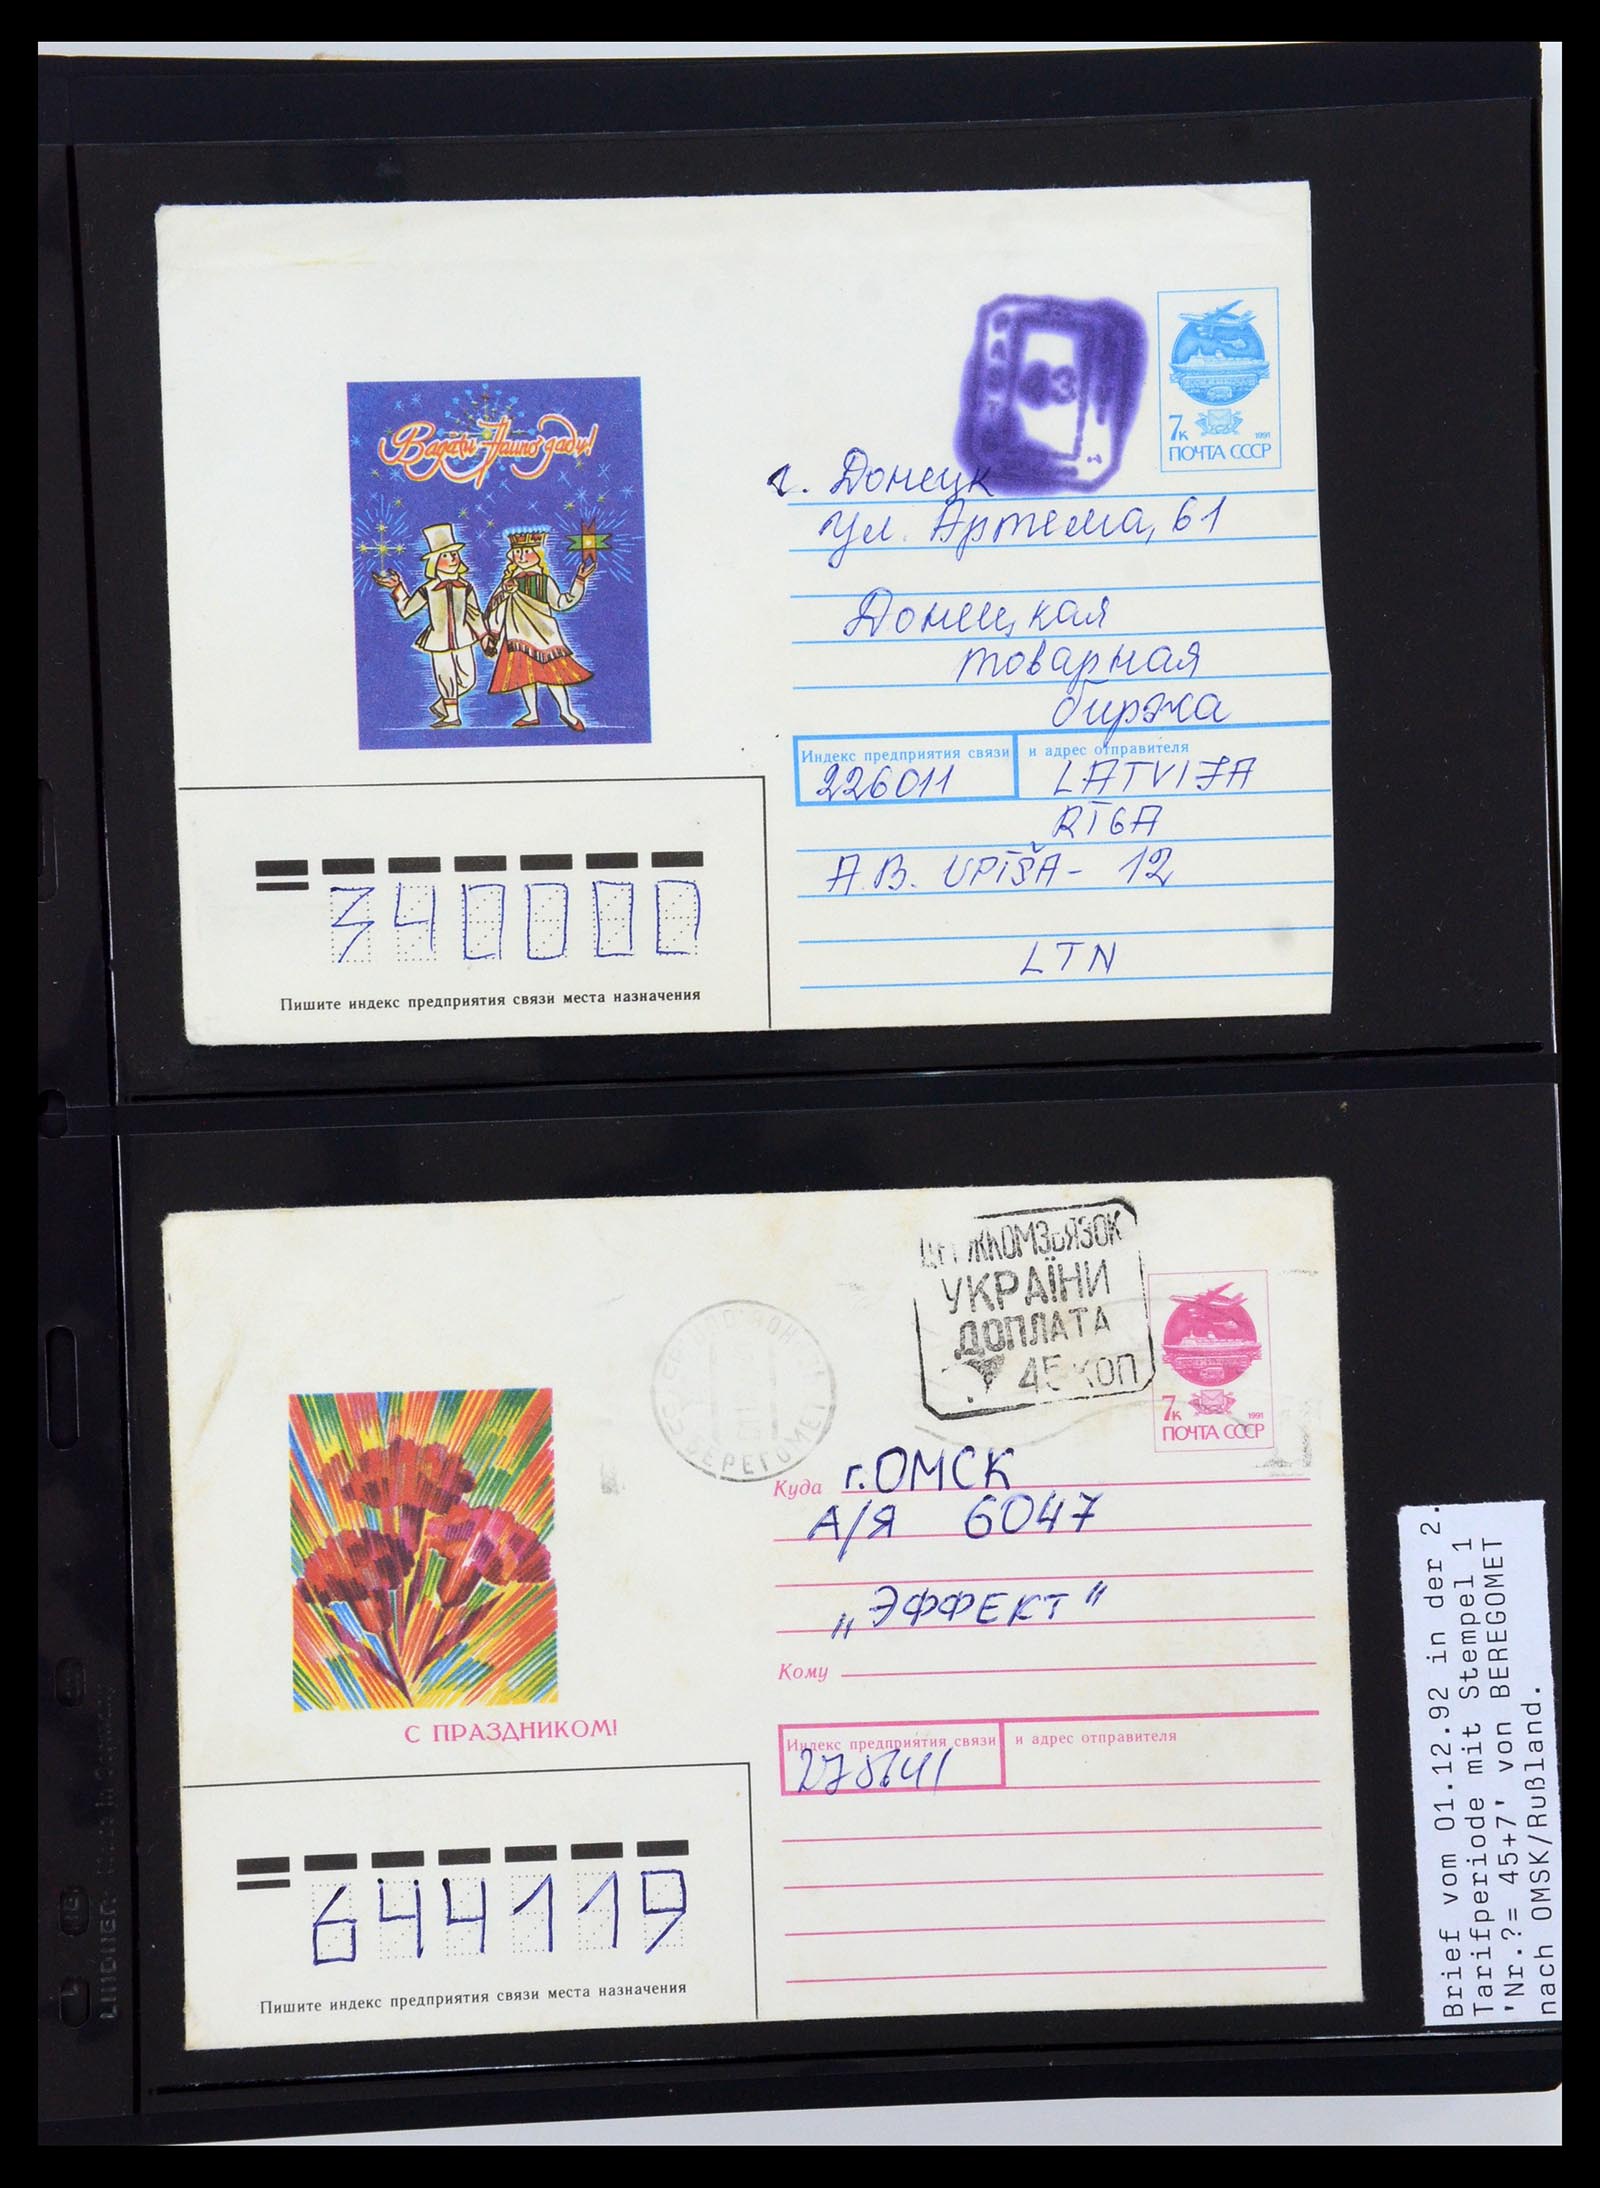 7к
1991
ПОЧТА СССР
г. Донецк
ул. Артема, 61
Донецкая
товарная
биржа
Индекс предприятия связи и адрес отправителя
226011 LATVIJA
RĪGA
A.B. UPĪŠA- 12
LTN
340000
Пишите индекс предприятия связи места назначения
УКРАЇНИ
ДОПЛАТА
45 КОП
7к
1991
ПОЧТА СССР
БЕРЕГОМЕТ
Куда г. ОМСК
А/Я 6047
„ЭФФЕКТ"
Кому
С ПРАЗДНИКОМ!
Индекс предприятия связи и адрес отправителя
644119
Пишите индекс предприятия связи места назначения
Brief vom 01.12.92 in der 2.
Tarifperiode mit Stempel 1
'Nr.?= 45+7' von BEREGOMET
nach OMSK/Rußland.
LINDNER